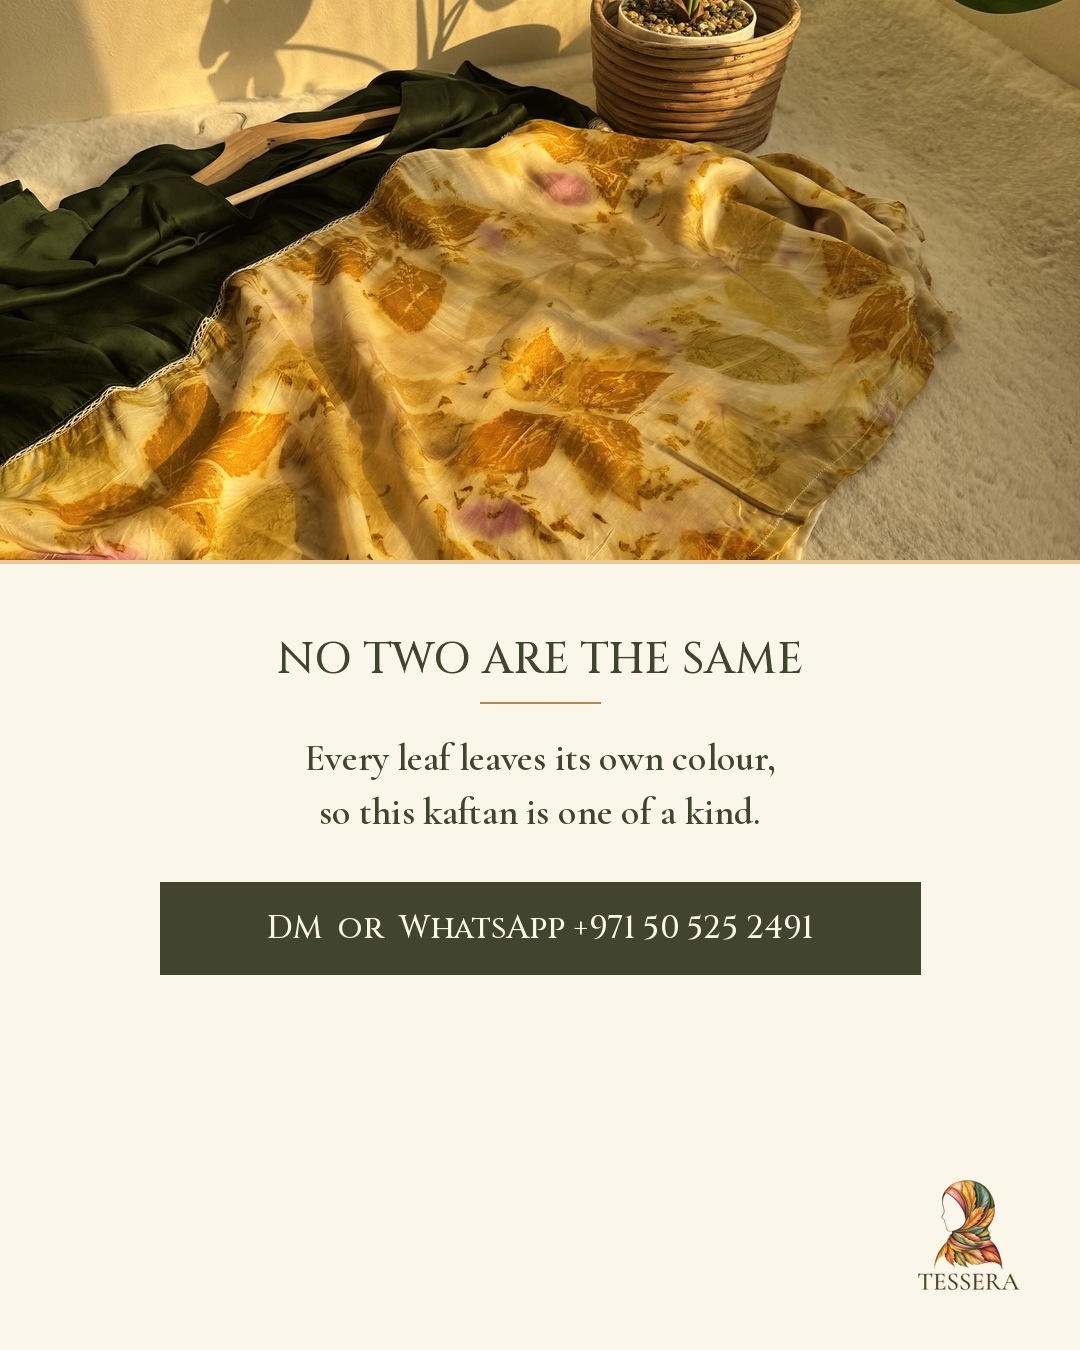 NO TWO ARE THE SAME
Every leaf leaves its own colour,
so this kaftan is one of a kind.
DM OR WHATSAPP +971 50 525 2491
TESSERA